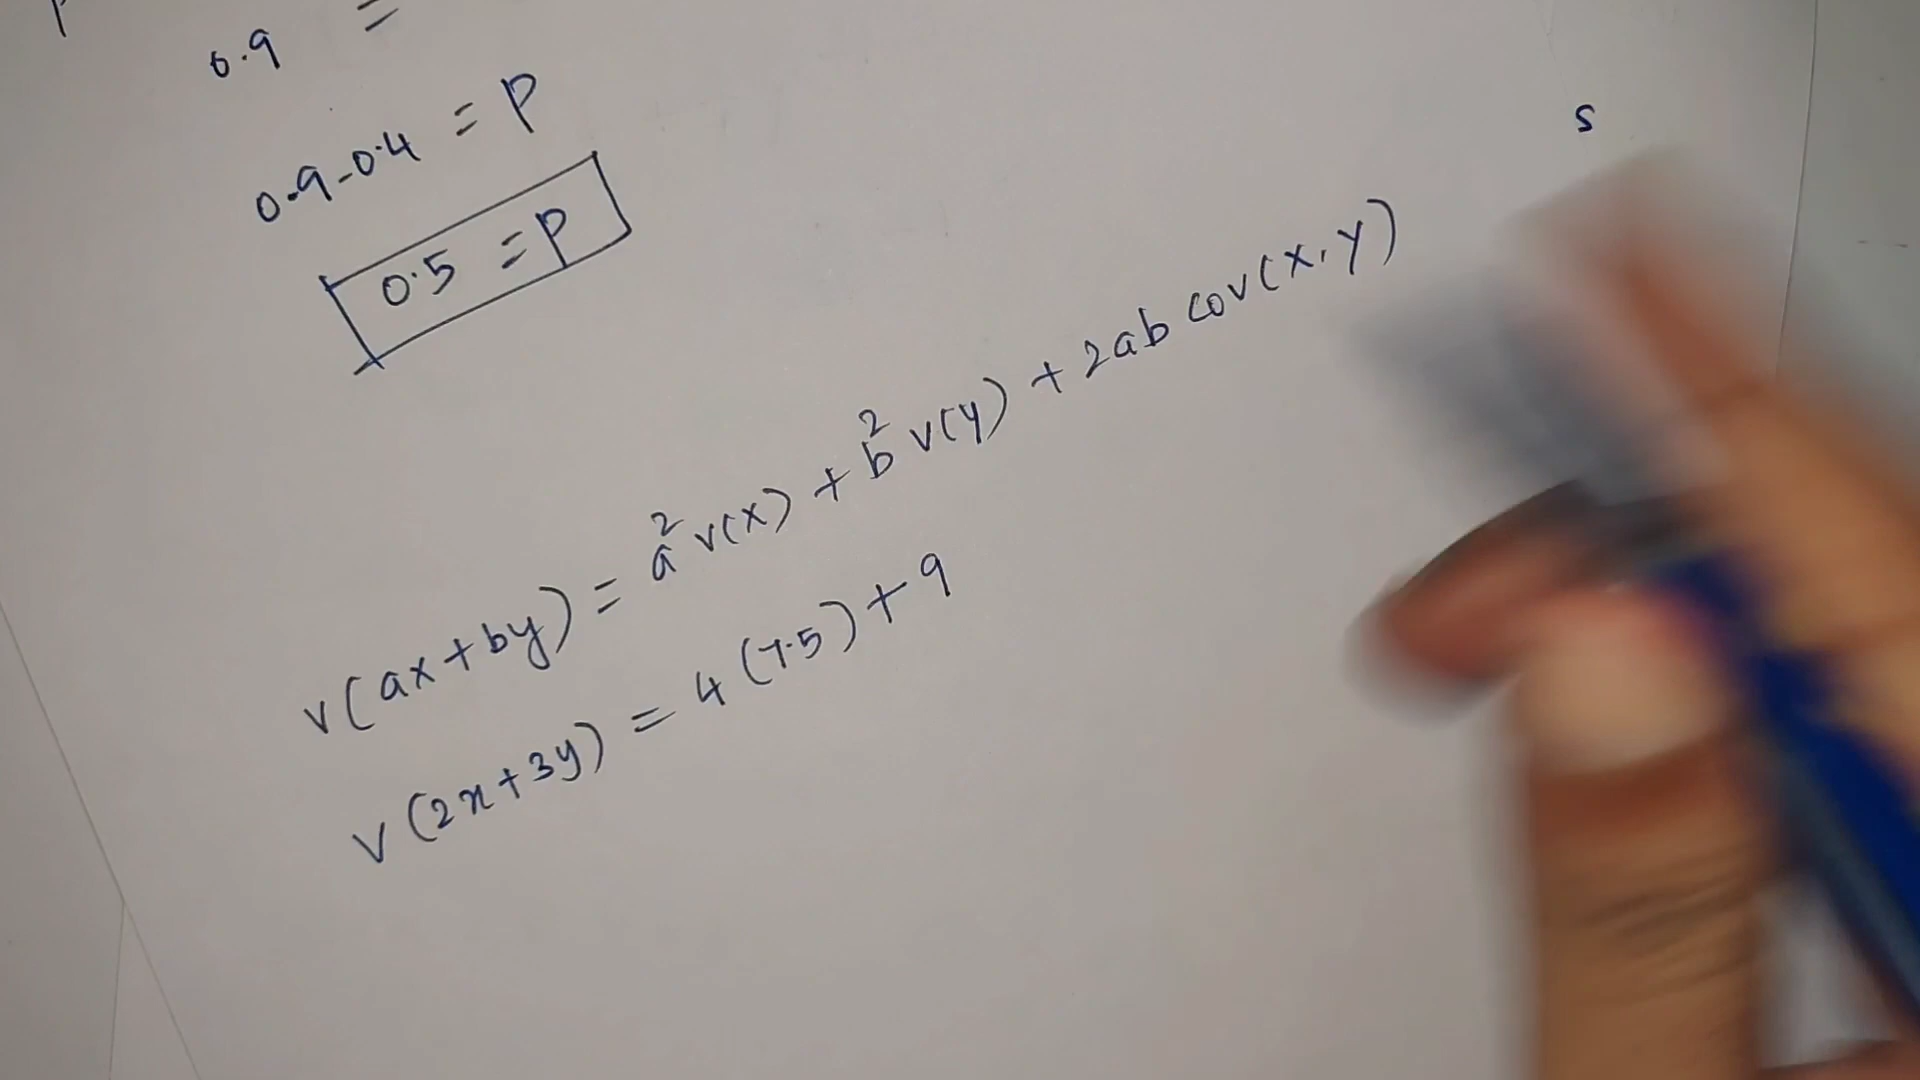 0.9 =
0.9-0.4 = P
0.5 = P
S
V(ax+by) = a² V(x) + b² V(y) + 2ab cov(x,y)
V(2x+3y) = 4(7.5) + 9